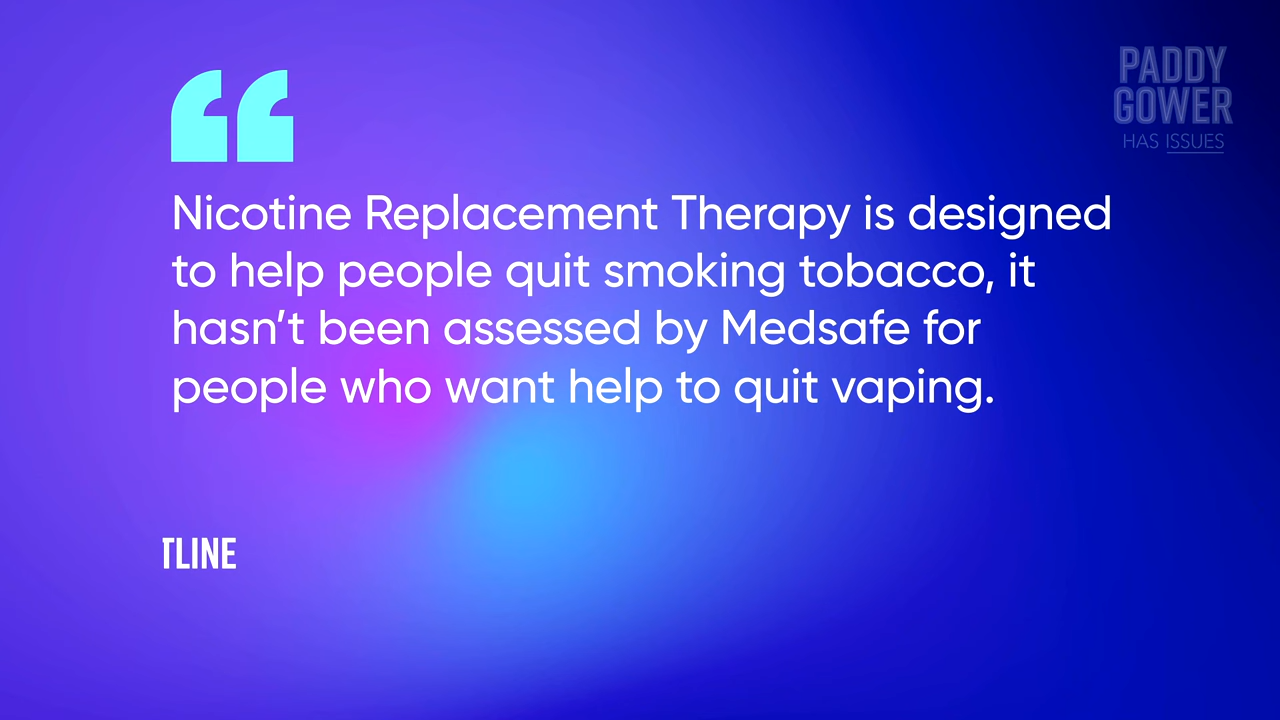 PADDY
GOWER
HAS ISSUES
Nicotine Replacement Therapy is designed
to help people quit smoking tobacco, it
hasn’t been assessed by Medsafe for
people who want help to quit vaping.
TLINE